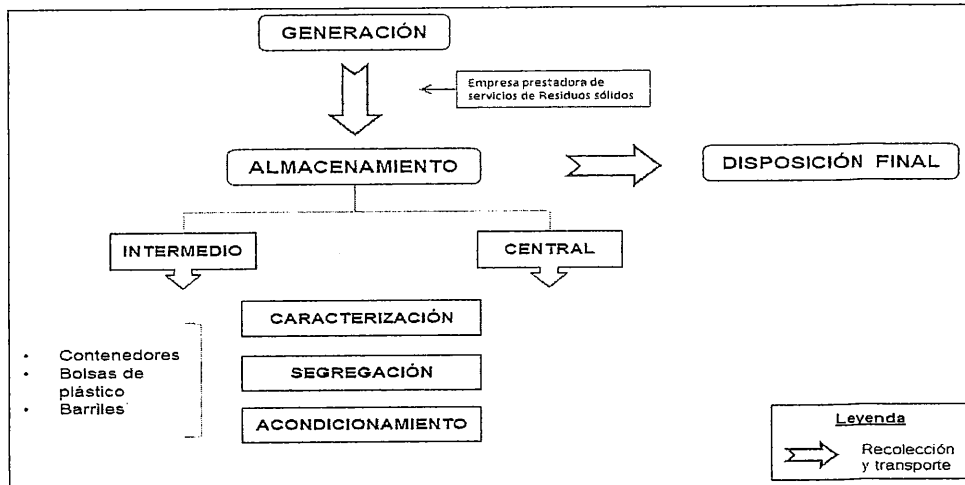 GENERACIÓN
Empresa prestadora de
servicios de Residuos sólidos
ALMACENAMIENTO
DISPOSICIÓN FINAL
INTERMEDIO
CENTRAL
CARACTERIZACIÓN
• Contenedores
• Bolsas de
plástico
• Barriles
SEGREGACIÓN
ACONDICIONAMIENTO
Leyenda
Recolección
y transporte